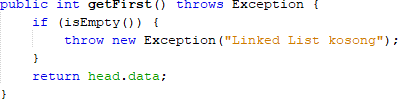 public int getFirst() throws Exception {
    if (isEmpty()) {
        throw new Exception("Linked List kosong");
    }
    return head.data;
}